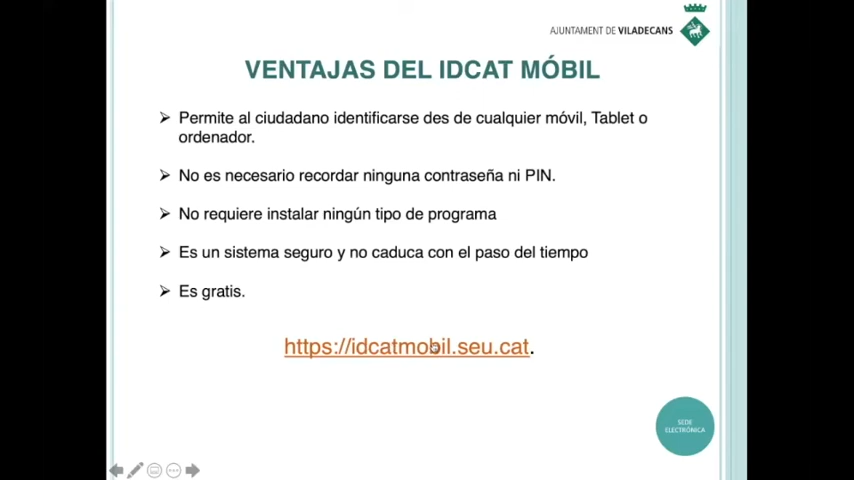 AJUNTAMENT DE VILADECANS
VENTAJAS DEL IDCAT MÓBIL
➢ Permite al ciudadano identificarse des de cualquier móvil, Tablet o
ordenador.
➢ No es necesario recordar ninguna contraseña ni PIN.
➢ No requiere instalar ningún tipo de programa
➢ Es un sistema seguro y no caduca con el paso del tiempo
➢ Es gratis.
https://idcatmobil.seu.cat.
SEDE
ELECTRÓNICA